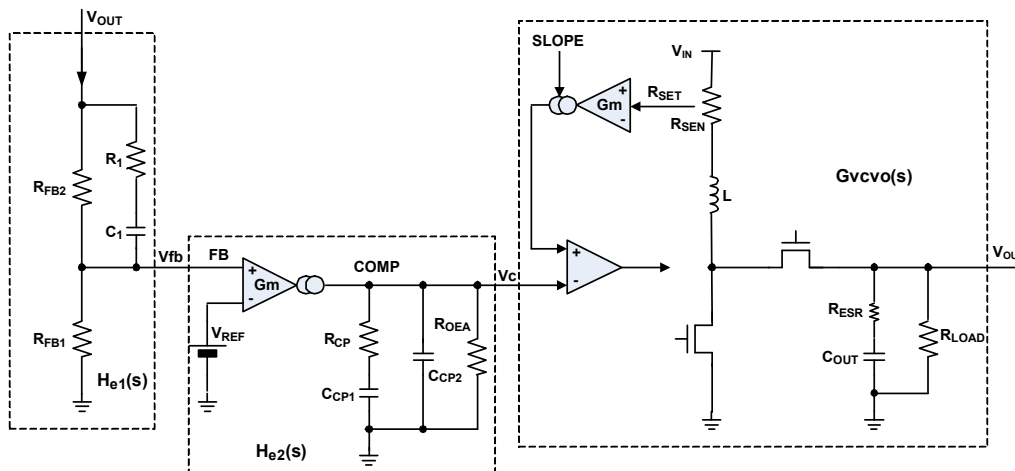 VOUT
RFB2
R1
C1
Vfb
RFB1
He1(s)
FB
Gm
+
-
VREF
COMP
RCP
CCP1
CCP2
ROEA
He2(s)
Vc
SLOPE
Gm
+
-
RSET
VIN
RSEN
L
Gvcvo(s)
+
-
VOU
RESR
COUT
RLOAD